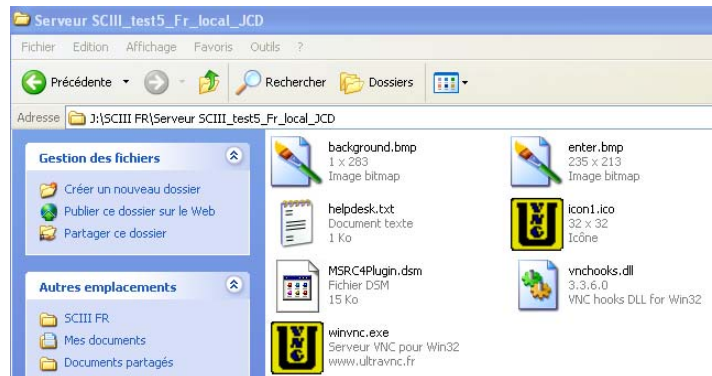 Serveur SCIII_test5_Fr_local_JCD
Fichier Edition Affichage Favoris Outils ?
Précédente Rechercher Dossiers
Adresse J:\SCIII FR\Serveur SCIII_test5_Fr_local_JCD
Gestion des fichiers
Créer un nouveau dossier
Publier ce dossier sur le Web
Partager ce dossier
Autres emplacements
SCIII FR
Mes documents
Documents partagés
background.bmp
1 x 283
Image bitmap
enter.bmp
235 x 213
Image bitmap
helpdesk.txt
Document texte
1 Ko
VNC
icon1.ico
32 x 32
Icône
MSRC4Plugin.dsm
Fichier DSM
15 Ko
vnchooks.dll
3.3.6.0
VNC hooks DLL for Win32
VNC
winvnc.exe
Serveur VNC pour Win32
www.ultravnc.fr